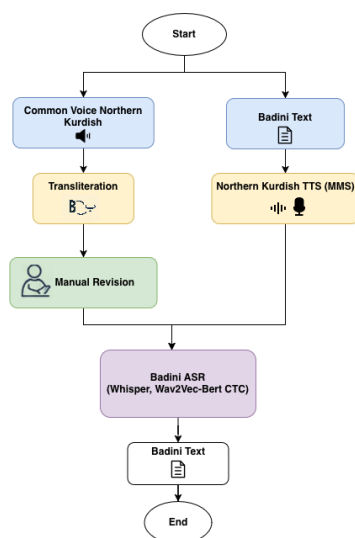 Start
Common Voice Northern
Kurdish
Badini Text
Transliteration
Northern Kurdish TTS (MMS)
Manual Revision
Badini ASR
(Whisper, Wav2Vec-Bert CTC)
Badini Text
End